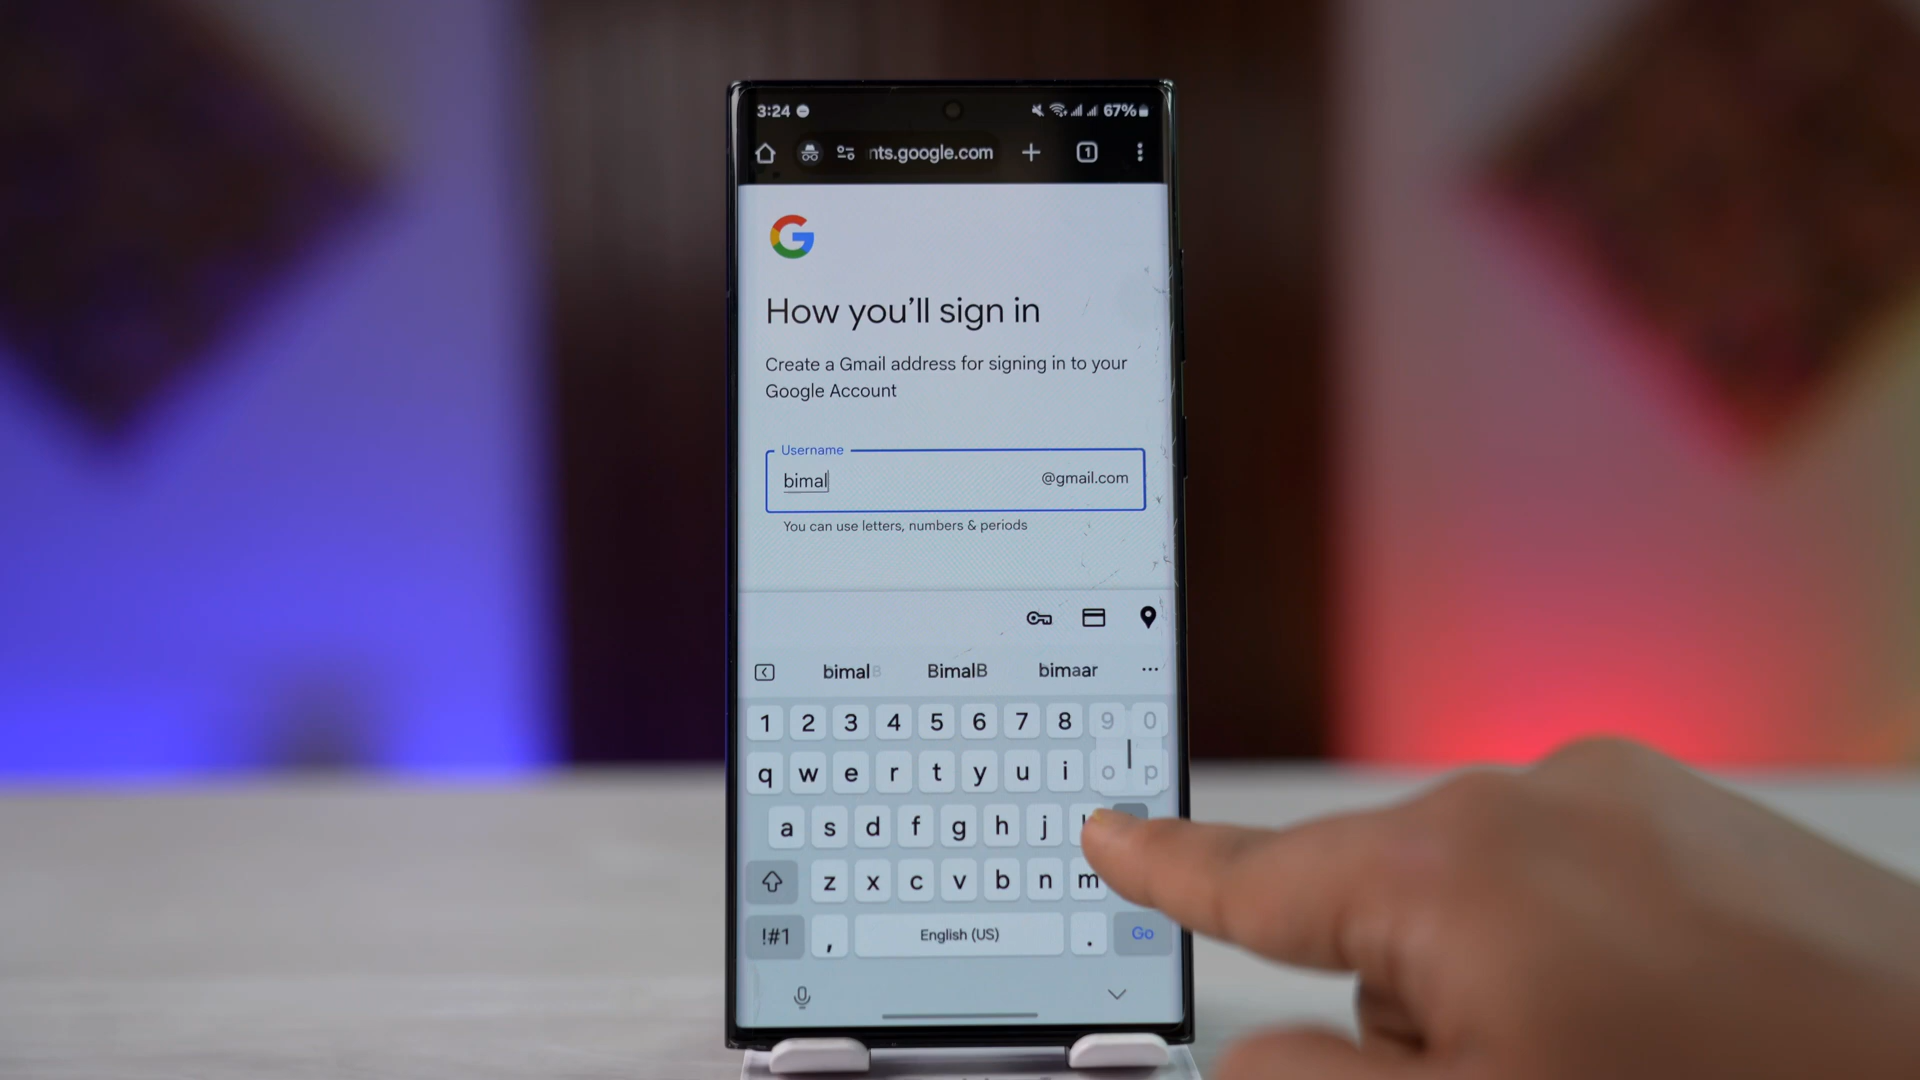 3:24 67%
nts.google.com 1
How you’ll sign in
Create a Gmail address for signing in to your
Google Account
Username
bimal @gmail.com
You can use letters, numbers & periods
bimal BimalB bimaar ...
1 2 3 4 5 6 7 8 9 0
q w e r t y u i o p
a s d f g h j
z x c v b n m
!#1 , English (US) . Go